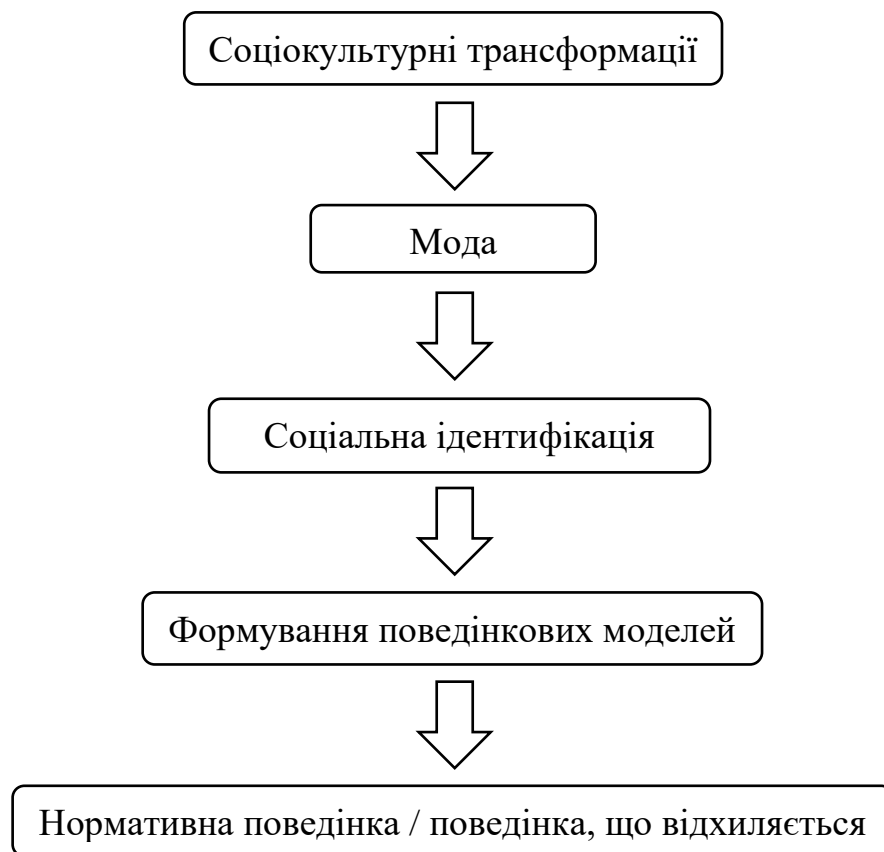 Соціокультурні трансформації
Мода
Соціальна ідентифікація
Формування поведінкових моделей
Нормативна поведінка / поведінка, що відхиляється